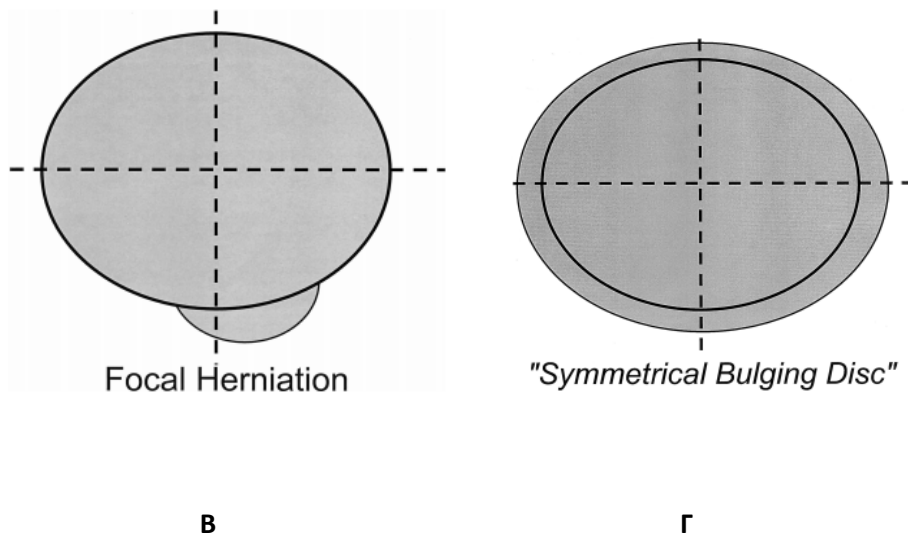 Focal Herniation
"Symmetrical Bulging Disc"
В
Г